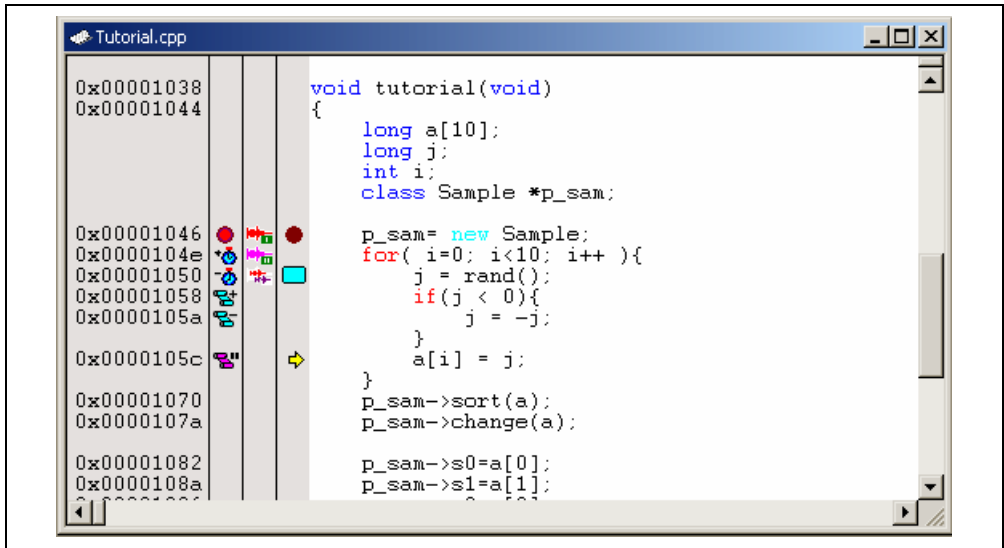 Tutorial.cpp
0x00001038 void tutorial(void)
0x00001044 {
long a[10];
long j;
int i;
class Sample *p_sam;
0x00001046 p_sam= new Sample;
0x0000104e for( i=0; i<10; i++ ){
0x00001050 j = rand();
0x00001058 if(j < 0){
0x0000105a j = -j;
}
0x0000105c a[i] = j;
}
0x00001070 p_sam->sort(a);
0x0000107a p_sam->change(a);
0x00001082 p_sam->s0=a[0];
0x0000108a p_sam->s1=a[1];